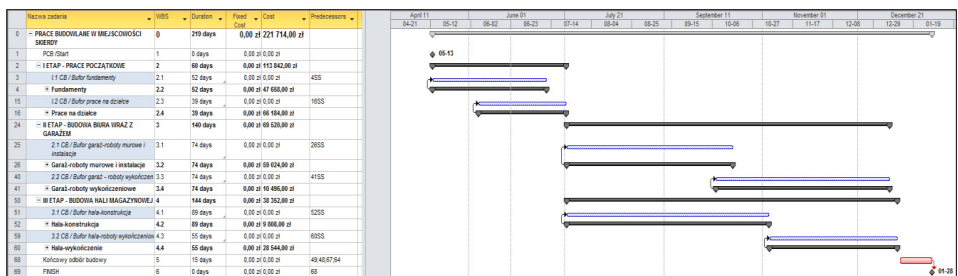 Nazwa zadania WBS Duration Fixed Cost Cost Predecessors
April 11 June 01 July 21 September 11 November 01 December 21
04-21 05-12 06-02 06-23 07-14 08-04 08-25 09-15 10-06 10-27 11-17 12-08 12-29 01-19
0 PRACE BUDOWLANE W MIEJSCOWOŚCI SKIERDY 0 219 days 0,00 zł 221 714,00 zł
1 PCB /Start 1 0 days 0,00 zł 0,00 zł 05-13
2 I ETAP - PRACE POCZĄTKOWE 2 60 days 0,00 zł 113 842,00 zł
3 I.1 CB / Bufor fundamenty 2.1 52 days 0,00 zł 0,00 zł 4SS
4 Fundamenty 2.2 52 days 0,00 zł 47 658,00 zł
15 I.2 CB / Bufor prace na działce 2.3 39 days 0,00 zł 0,00 zł 16SS
16 Prace na działce 2.4 39 days 0,00 zł 66 184,00 zł
24 II ETAP - BUDOWA BIURA WRAZ Z GARAŻEM 3 140 days 0,00 zł 69 520,00 zł
25 2.1 CB / Bufor garaż-roboty murowe i instalacje 3.1 74 days 0,00 zł 0,00 zł 26SS
26 Garaż-roboty murowe i instalacje 3.2 74 days 0,00 zł 59 024,00 zł
40 2.2 CB / Bufor garaż - roboty wykończen 3.3 74 days 0,00 zł 0,00 zł 41SS
41 Garaż-roboty wykończeniowe 3.4 74 days 0,00 zł 10 496,00 zł
50 III ETAP - BUDOWA HALI MAGAZYNOWEJ 4 144 days 0,00 zł 38 352,00 zł
51 3.1 CB / Bufor hala-konstrukcja 4.1 89 days 0,00 zł 0,00 zł 52SS
52 Hala-konstrukcja 4.2 89 days 0,00 zł 9 808,00 zł
59 3.2 CB / Bufor hala-roboty wykończeniow 4.3 55 days 0,00 zł 0,00 zł 60SS
60 Hala-wykończenie 4.4 55 days 0,00 zł 28 544,00 zł
68 Końcowy odbiór budowy 5 15 days 0,00 zł 0,00 zł 49;48;67;64
69 FINISH 6 0 days 0,00 zł 0,00 zł 68 01-28